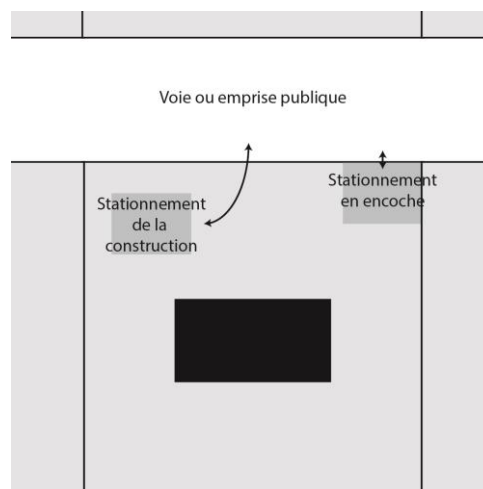 Voie ou emprise publique
Stationnement
en encoche
Stationnement
de la
construction